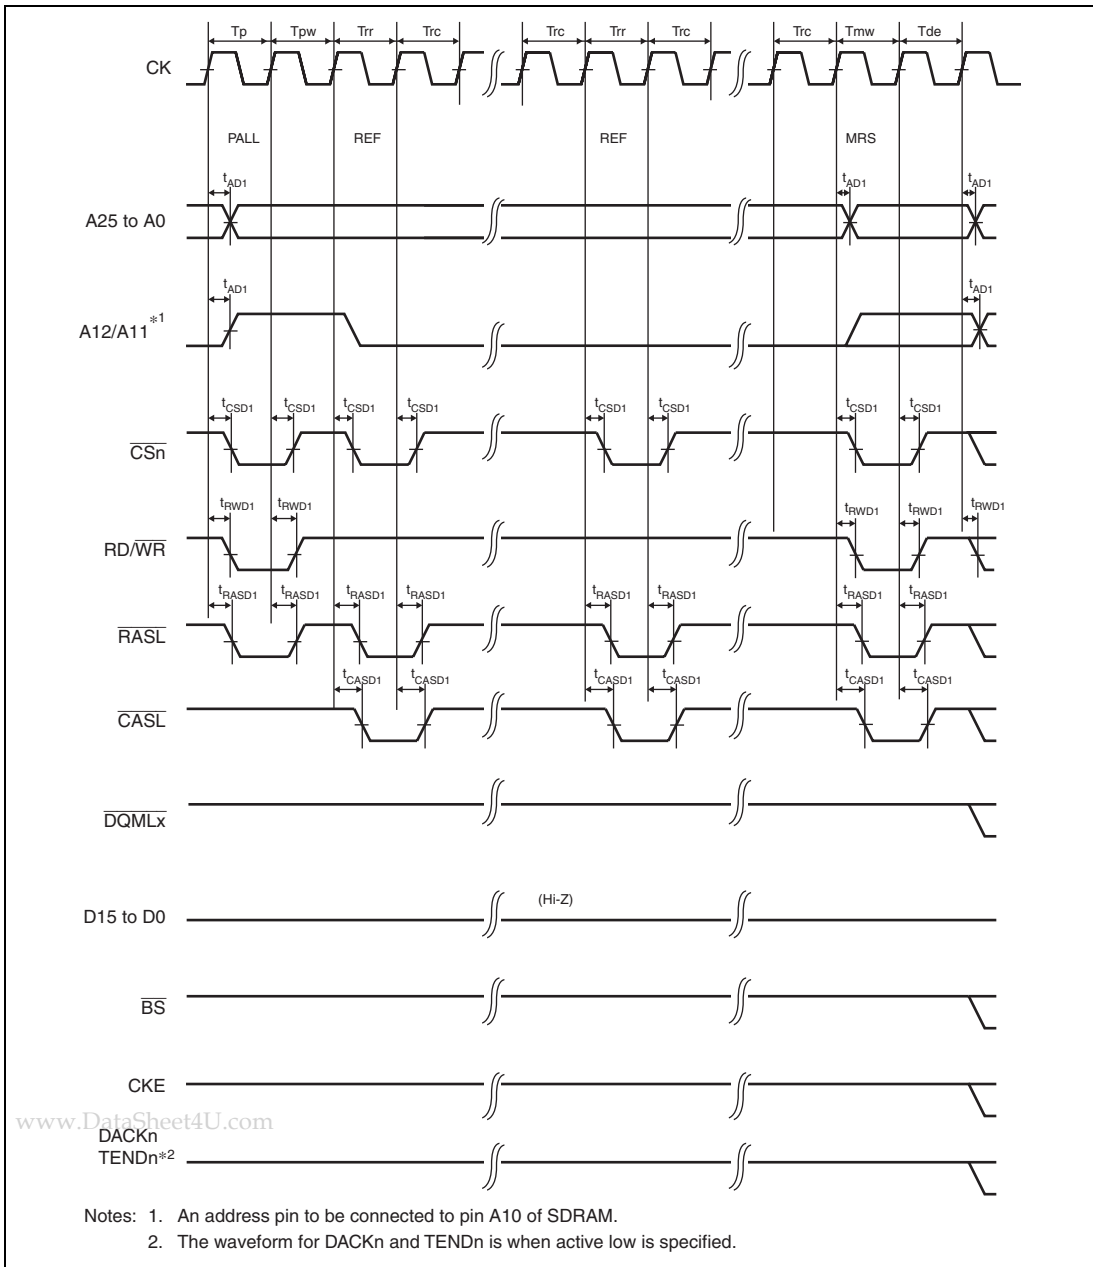 Tp Tpw Trr Trc Trc Trr Trc Trc Tmw Tde
CK
PALL REF REF MRS
tAD1 tAD1 tAD1
A25 to A0
tAD1 tAD1
A12/A11*1
tCSD1 tCSD1 tCSD1 tCSD1 tCSD1 tCSD1 tCSD1 tCSD1
CSn
tRWD1 tRWD1 tRWD1 tRWD1 tRWD1
RD/WR
tRASD1 tRASD1 tRASD1 tRASD1 tRASD1 tRASD1 tRASD1 tRASD1
RASL
tCASD1 tCASD1 tCASD1 tCASD1 tCASD1 tCASD1
CASL
DQMLx
(Hi-Z)
D15 to D0
BS
CKE
www.DataSheet4U.com
DACKn
TENDn*2
Notes: 1. An address pin to be connected to pin A10 of SDRAM.
2. The waveform for DACKn and TENDn is when active low is specified.